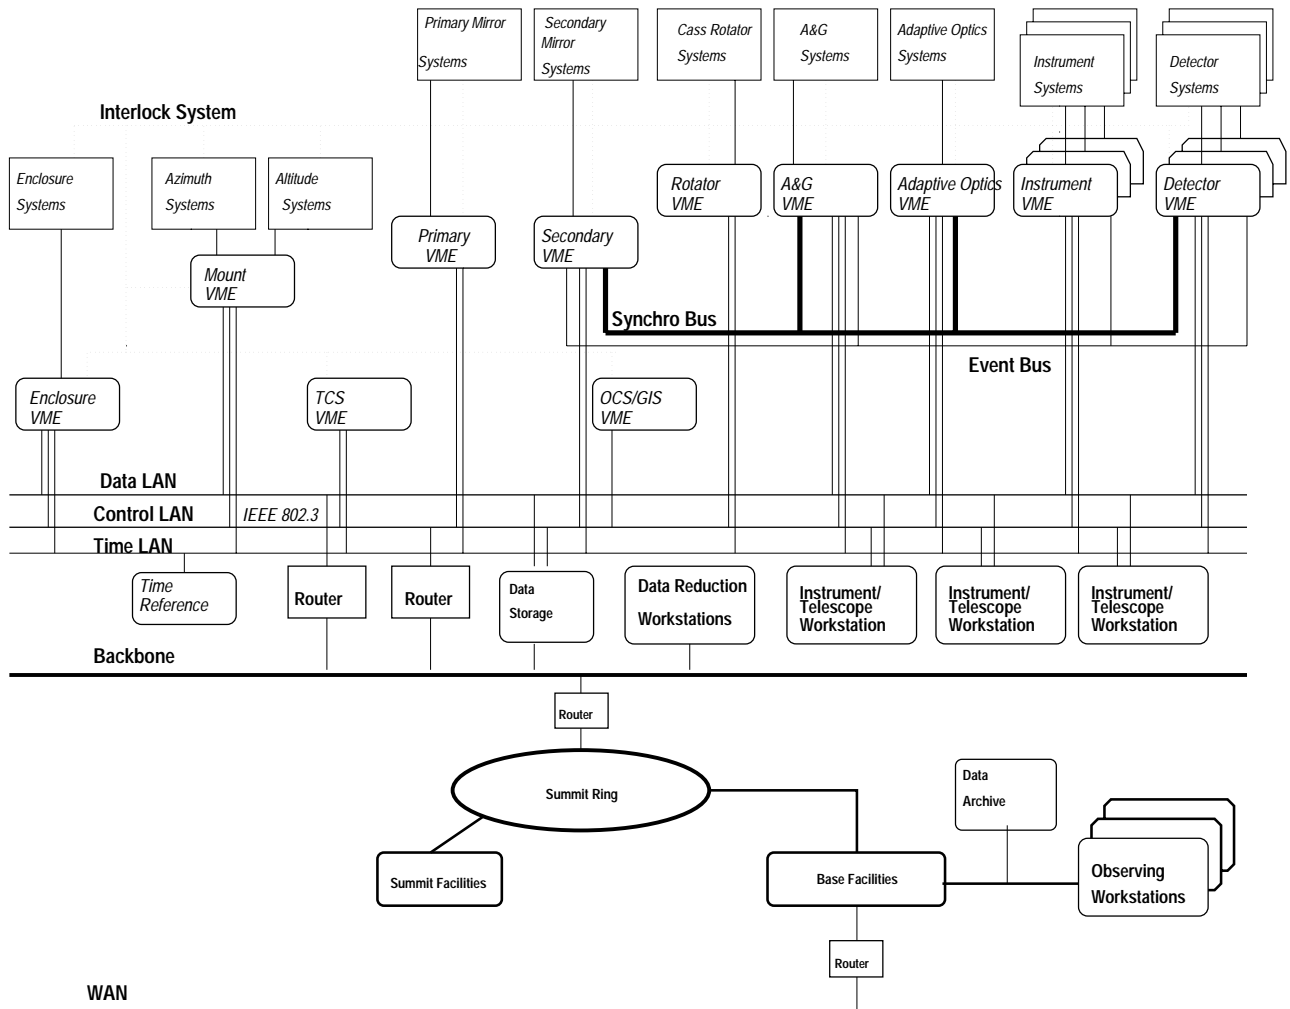 Primary Mirror
Systems
Secondary
Mirror
Systems
Cass Rotator
Systems
A&G
Systems
Adaptive Optics
Systems
Instrument
Systems
Detector
Systems
Interlock System
Enclosure
Systems
Azimuth
Systems
Altitude
Systems
Rotator
VME
A&G
VME
Adaptive Optics
VME
Instrument
VME
Detector
VME
Primary
VME
Secondary
VME
Mount
VME
Synchro Bus
Event Bus
Enclosure
VME
TCS
VME
OCS/GIS
VME
Data LAN
Control LAN
IEEE 802.3
Time LAN
Time
Reference
Router
Router
Data
Storage
Data Reduction
Workstations
Instrument/
Telescope
Workstation
Instrument/
Telescope
Workstation
Instrument/
Telescope
Workstation
Backbone
Router
Summit Ring
Data
Archive
Summit Facilities
Base Facilities
Observing
Workstations
Router
WAN